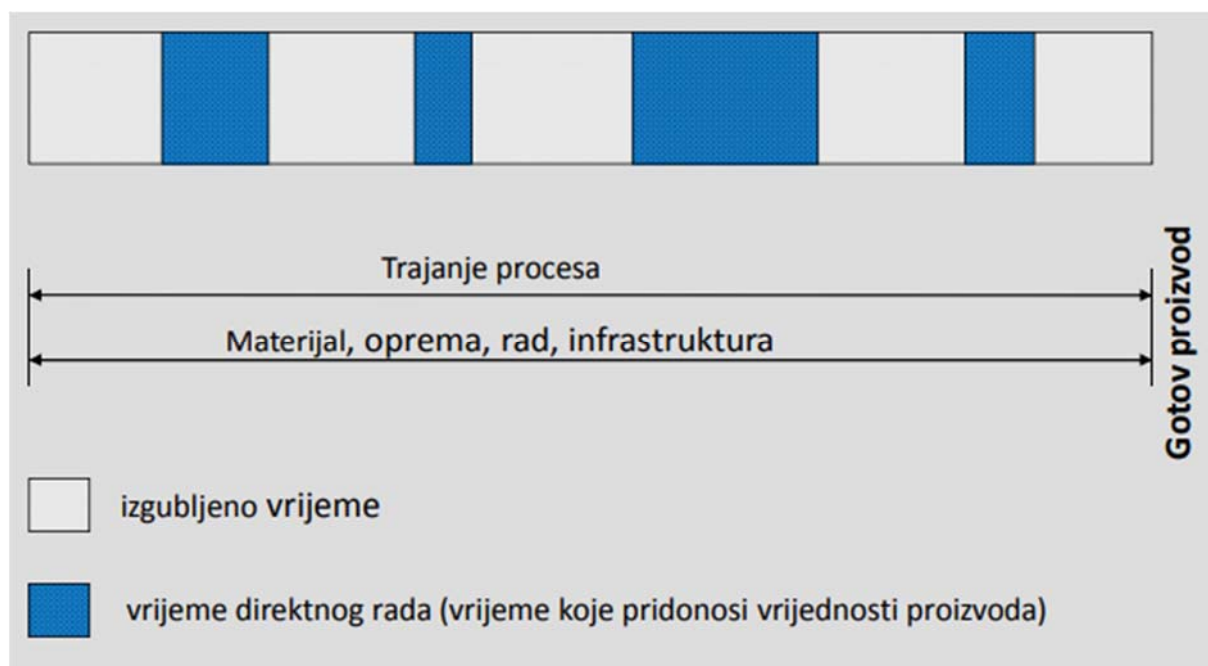 Trajanje procesa
Materijal, oprema, rad, infrastruktura
Gotov proizvod
izgubljeno vrijeme
vrijeme direktnog rada (vrijeme koje pridonosi vrijednosti proizvoda)